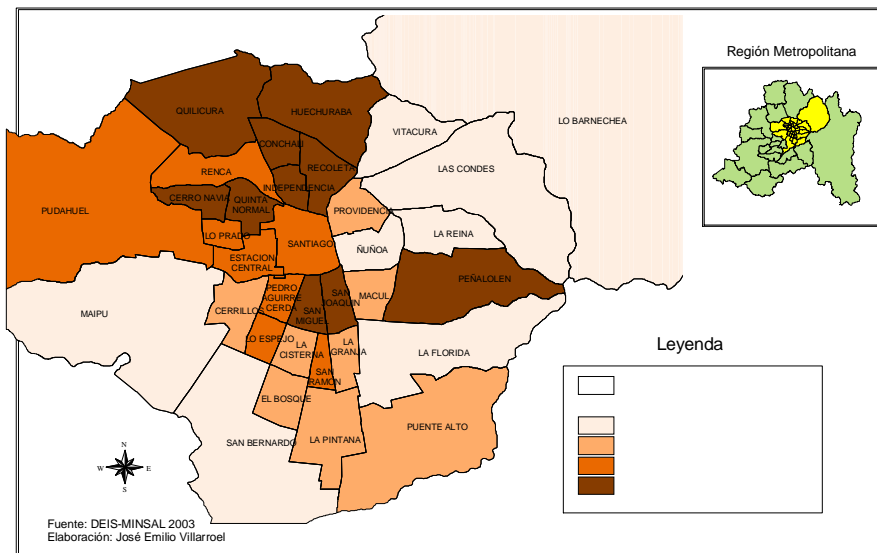 Región Metropolitana
QUILICURA
HUECHURABA
LO BARNECHEA
VITACURA
CONCHALI
RECOLETA
LAS CONDES
RENCA
INDEPENDENCIA
CERRO NAVIA
QUINTA
NORMAL
PROVIDENCIA
PUDAHUEL
LO PRADO
SANTIAGO
LA REINA
ÑUÑOA
ESTACION
CENTRAL
PEÑALOLEN
PEDRO
AGUIRRE
CERDA
SAN
JOAQUIN
MACUL
MAIPU
CERRILLOS
SAN
MIGUEL
LO ESPEJO
LA
CISTERNA
LA
GRANJA
LA FLORIDA
Leyenda
SAN
RAMON
EL BOSQUE
PUENTE ALTO
SAN BERNARDO
LA PINTANA
N
W
E
S
Fuente: DEIS-MINSAL 2003
Elaboración: José Emilio Villarroel